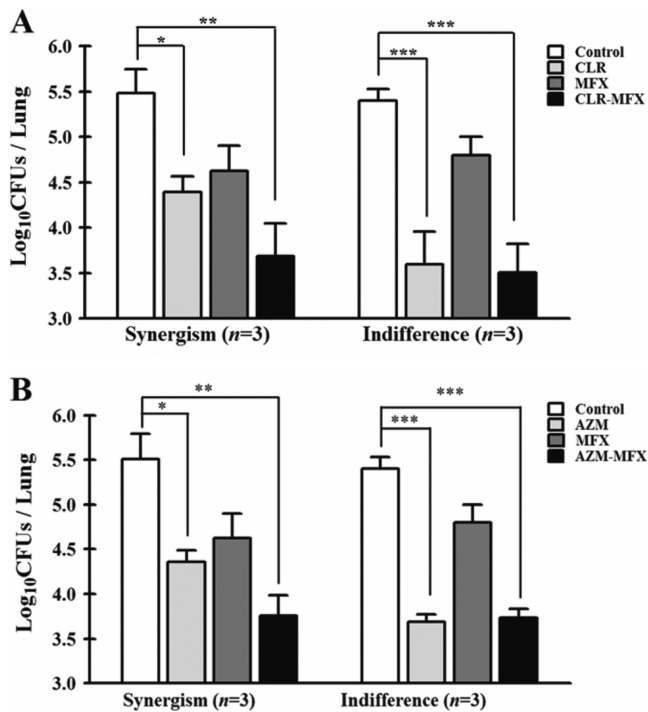 A
**
*
***
***
6.0
5.5
5.0
4.5
4.0
3.5
3.0
Log10CFUs / Lung
Control
CLR
MFX
CLR-MFX
Synergism (n=3)
Indifference (n=3)
B
**
*
***
***
6.0
5.5
5.0
4.5
4.0
3.5
3.0
Log10CFUs / Lung
Control
AZM
MFX
AZM-MFX
Synergism (n=3)
Indifference (n=3)